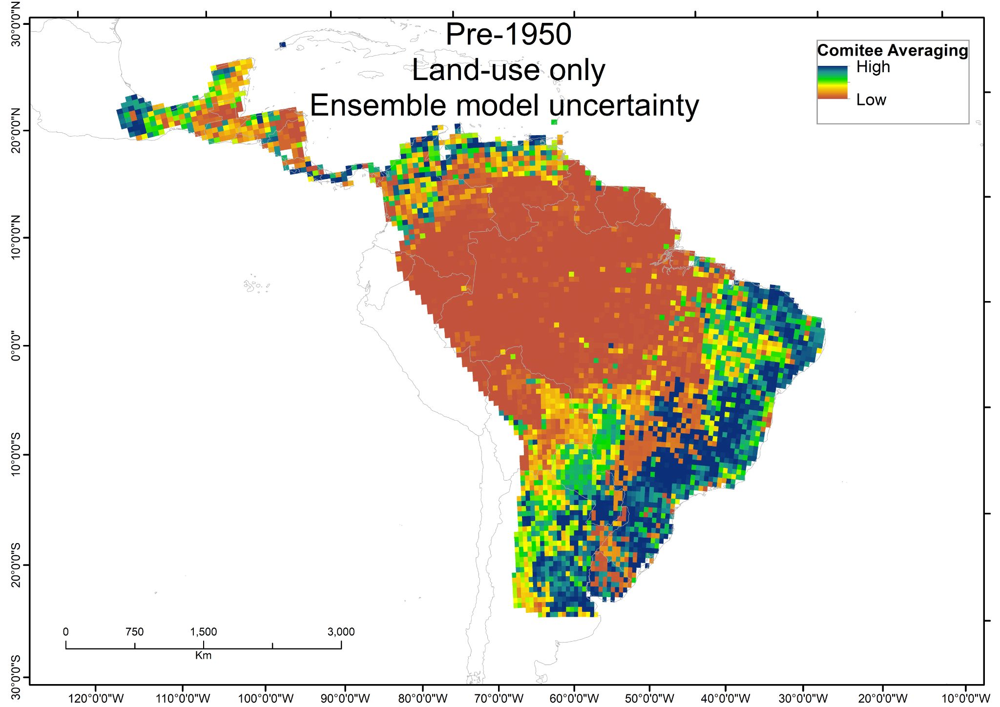 Pre-1950
Land-use only
Ensemble model uncertainty
Comitee Averaging
High
Low
30°0'0"N
20°0'0"N
10°0'0"N
0°0'0"
10°0'0"S
20°0'0"S
30°0'0"S
0 750 1,500 3,000
Km
120°0'0"W 110°0'0"W 100°0'0"W 90°0'0"W 80°0'0"W 70°0'0"W 60°0'0"W 50°0'0"W 40°0'0"W 30°0'0"W 20°0'0"W 10°0'0"W